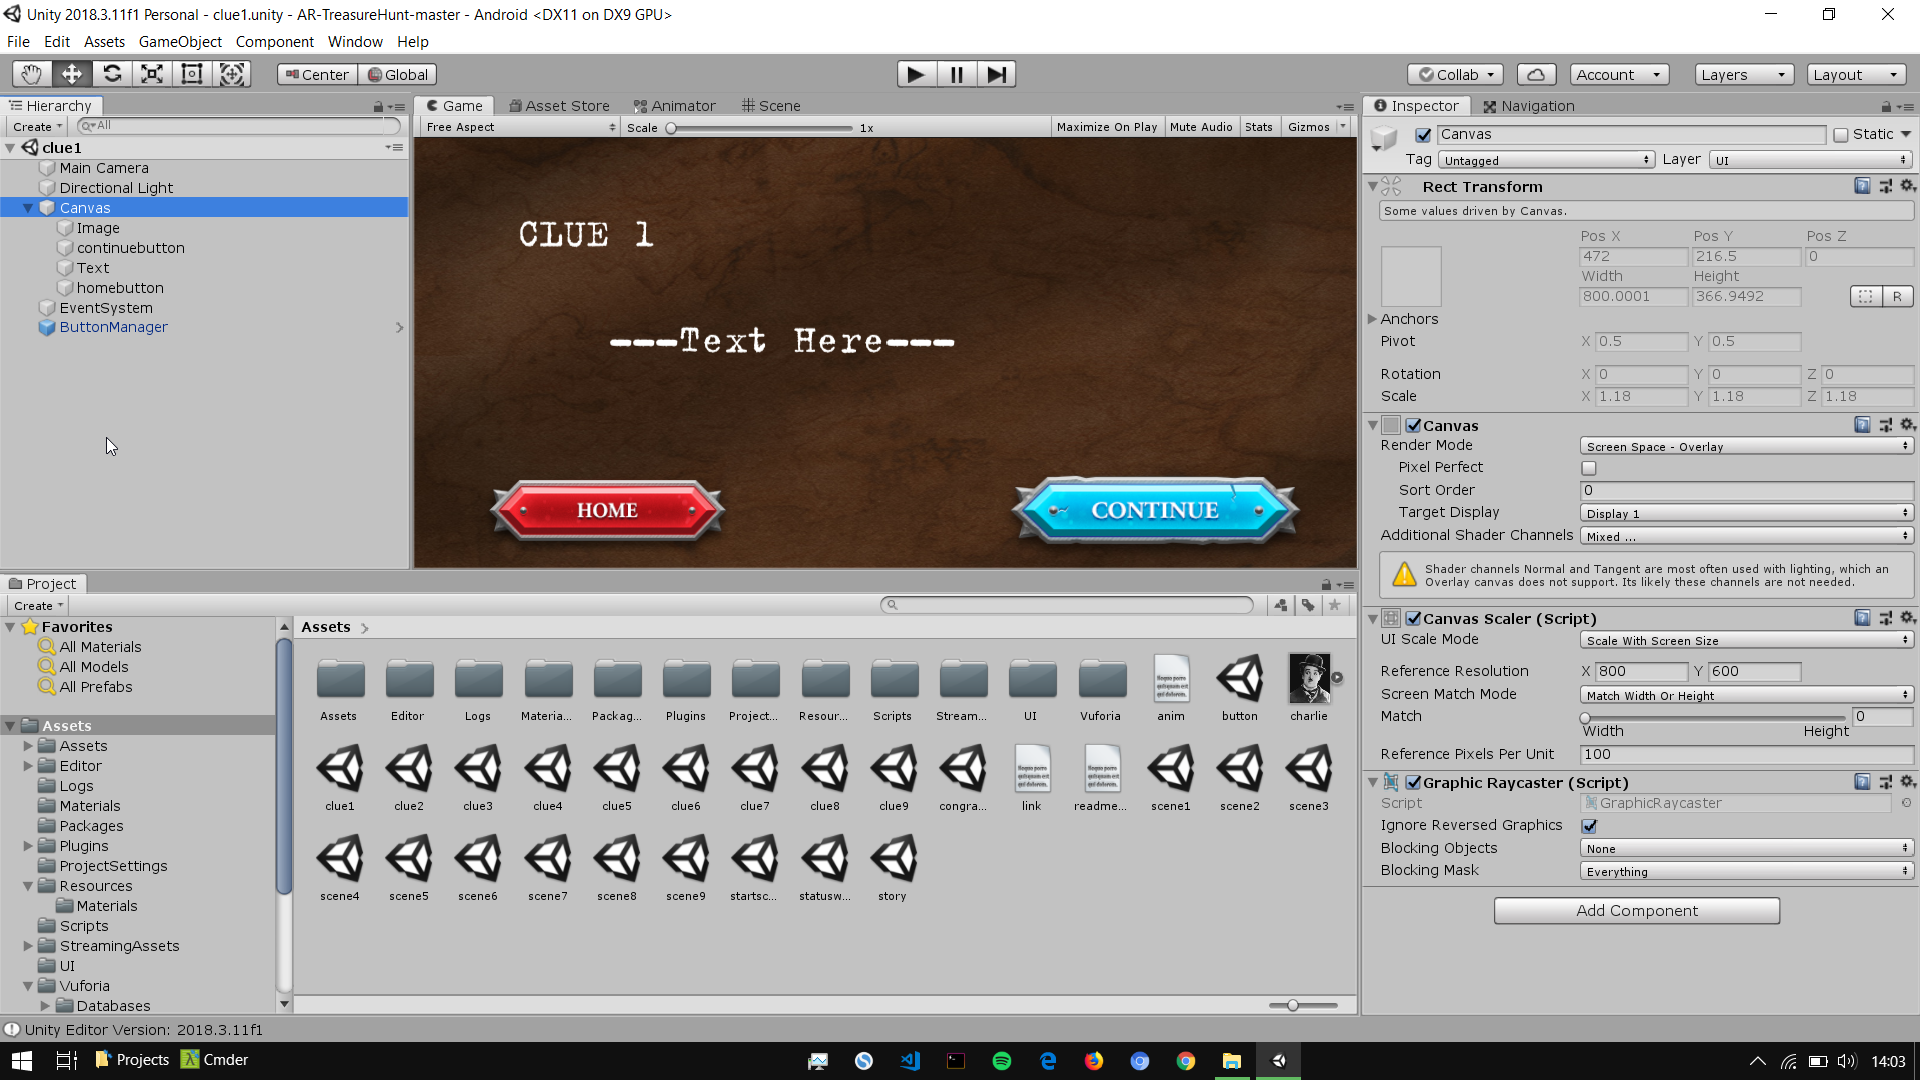 Unity 2018.3.11f1 Personal - clue1.unity - AR-TreasureHunt-master - Android <DX11 on DX9 GPU>
File Edit Assets GameObject Component Window Help
Center Global
Collab Account Layers Layout
Hierarchy
Create All
clue1
Main Camera
Directional Light
Canvas
Image
continuebutton
Text
homebutton
EventSystem
ButtonManager
Game Asset Store Animator Scene
Free Aspect Scale 1x Maximize On Play Mute Audio Stats Gizmos
CLUE 1
---Text Here---
HOME
CONTINUE
Inspector Navigation
Canvas Static
Tag Untagged Layer UI
Rect Transform
Some values driven by Canvas.
Pos X Pos Y Pos Z
472 216.5 0
Width Height
800.0001 366.9492 R
Anchors
Pivot X 0.5 Y 0.5
Rotation X 0 Y 0 Z 0
Scale X 1.18 Y 1.18 Z 1.18
Canvas
Render Mode Screen Space - Overlay
Pixel Perfect
Sort Order 0
Target Display Display 1
Additional Shader Channels Mixed ...
Shader channels Normal and Tangent are most often used with lighting, which an
Overlay canvas does not support. Its likely these channels are not needed.
Canvas Scaler (Script)
UI Scale Mode Scale With Screen Size
Reference Resolution X 800 Y 600
Screen Match Mode Match Width Or Height
Match 0
Width Height
Reference Pixels Per Unit 100
Graphic Raycaster (Script)
Script GraphicRaycaster
Ignore Reversed Graphics
Blocking Objects None
Blocking Mask Everything
Add Component
Project
Create
Favorites
All Materials
All Models
All Prefabs
Assets
Assets
Editor
Logs
Materials
Packages
Plugins
ProjectSettings
Resources
Materials
Scripts
StreamingAssets
UI
Vuforia
Databases
Assets
Assets Editor Logs Materia... Packag... Plugins Project... Resour... Scripts Stream... UI Vuforia anim button charlie
clue1 clue2 clue3 clue4 clue5 clue6 clue7 clue8 clue9 congra... link readme... scene1 scene2 scene3
scene4 scene5 scene6 scene7 scene8 scene9 startsc... statusw... story
Unity Editor Version: 2018.3.11f1
Projects Cmder 14:03